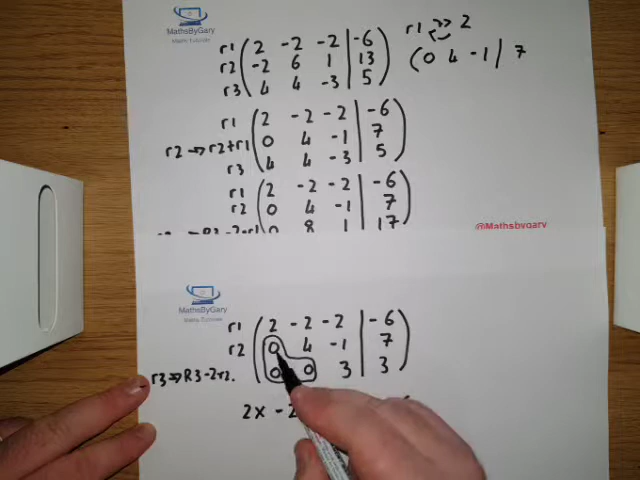 MathsByGary
Maths Tutorials
r1 ⇄ 2
r1 ( 2 -2 -2 | -6 )
r2 ( -2 6 1 | 13 ) (0 4 -1 | 7
r3 ( 4 4 -3 | 5 )
r1 ( 2 -2 -2 | -6 )
r2 → r2+r1 ( 0 4 -1 | 7 )
r3 ( 4 4 -3 | 5 )
r1 ( 2 -2 -2 | -6 )
r2 ( 0 4 -1 | 7 )
R3-2r1 ( 0 8 1 | 17 )
@Mathsbygary
MathsByGary
Maths Tutorials
r1 ( 2 -2 -2 | -6 )
r2 ( 0 4 -1 | 7 )
r3 → R3-2r2. ( 0 0 3 | 3 )
2x - 2